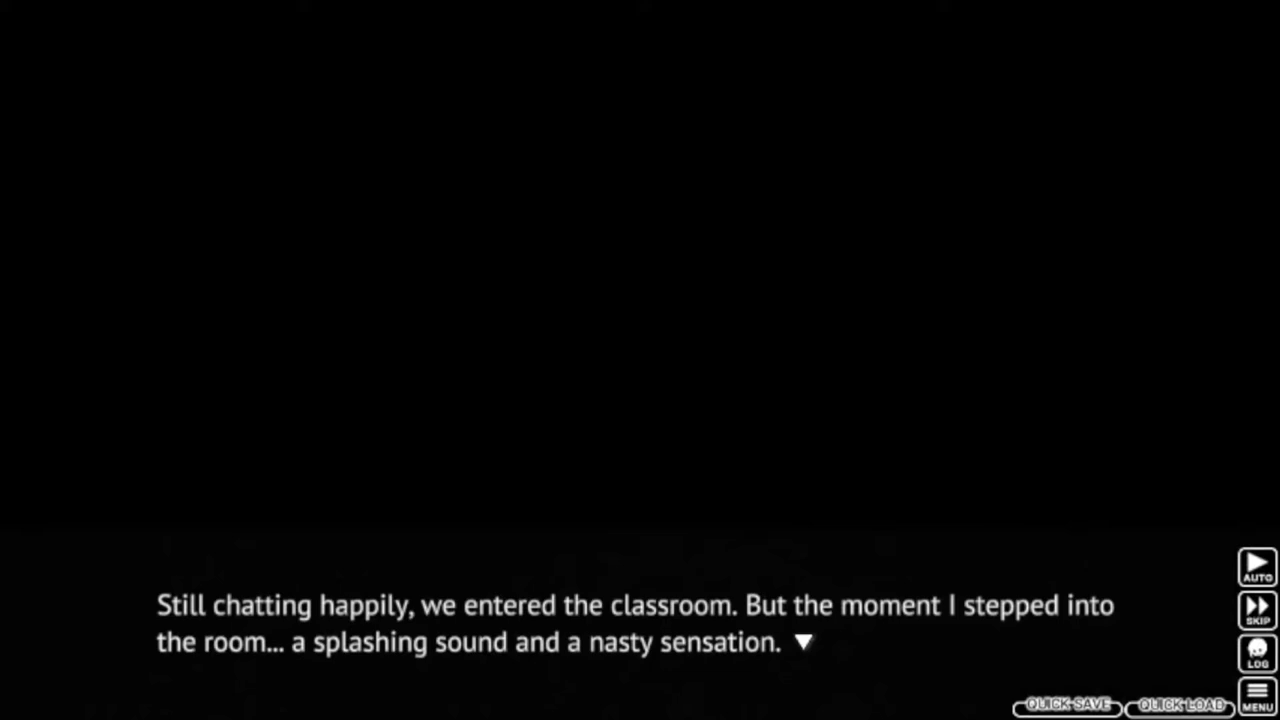 Still chatting happily, we entered the classroom. But the moment I stepped into
the room... a splashing sound and a nasty sensation.
AUTO
SKIP
LOG
MENU
QUICK SAVE QUICK LOAD